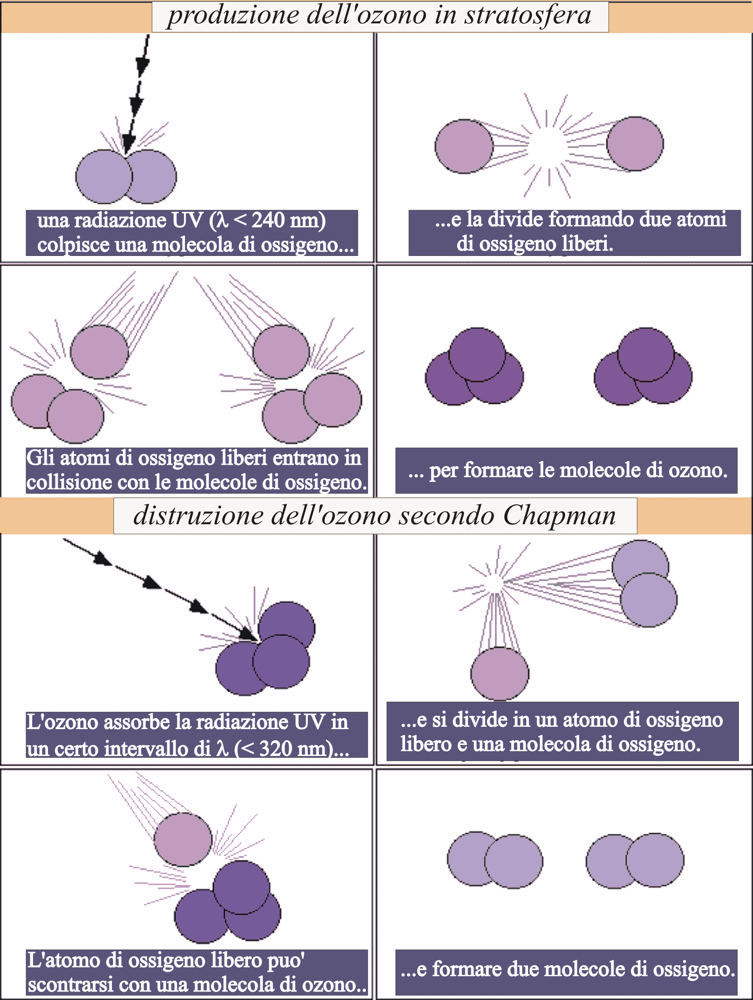 produzione dell'ozono in stratosfera
una radiazione UV (λ < 240 nm)
colpisce una molecola di ossigeno...
...e la divide formando due atomi
di ossigeno liberi.
Gli atomi di ossigeno liberi entrano in
collisione con le molecole di ossigeno.
... per formare le molecole di ozono.
distruzione dell'ozono secondo Chapman
L'ozono assorbe la radiazione UV in
un certo intervallo di λ (< 320 nm)...
...e si divide in un atomo di ossigeno
libero e una molecola di ossigeno.
L'atomo di ossigeno libero puo'
scontrarsi con una molecola di ozono..
...e formare due molecole di ossigeno.